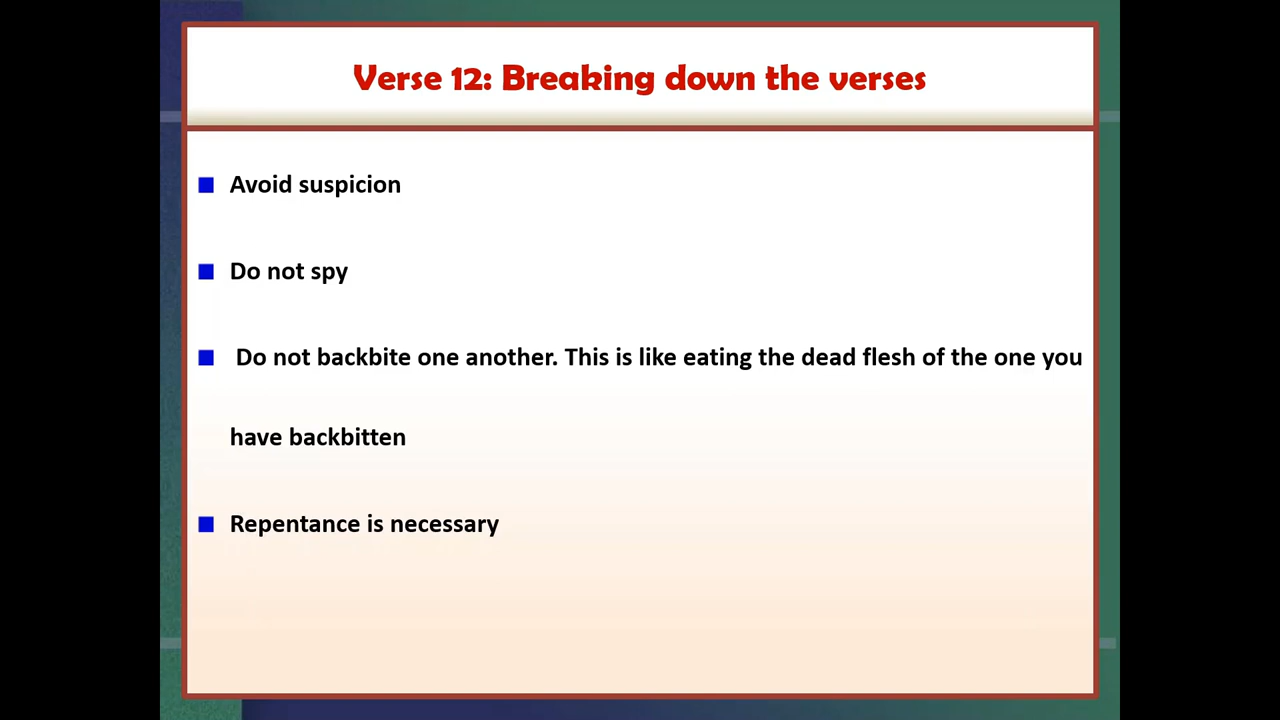 Verse 12: Breaking down the verses
Avoid suspicion
Do not spy
Do not backbite one another. This is like eating the dead flesh of the one you
have backbitten
Repentance is necessary